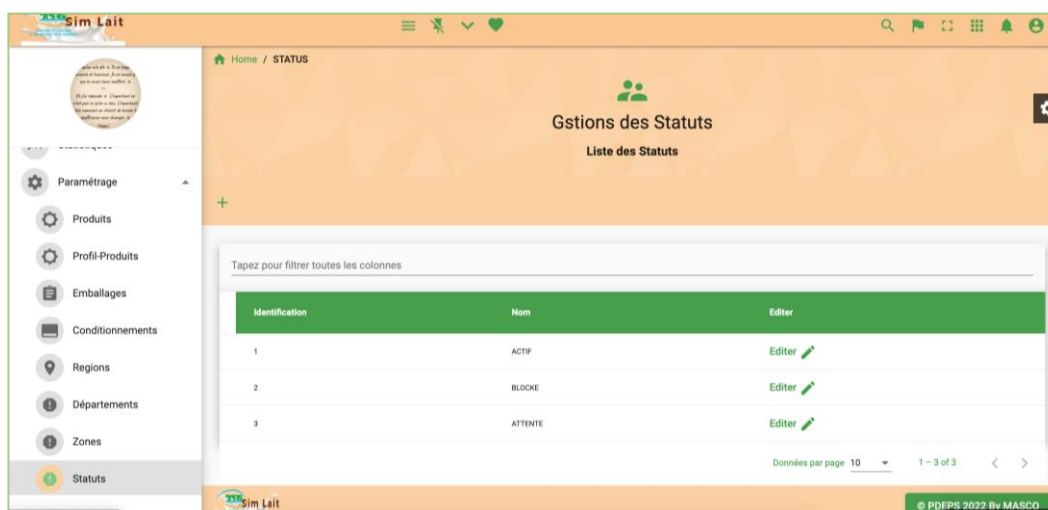 Sim Lait
Home / STATUS
Gstions des Statuts
Liste des Statuts
Paramétrage
Produits
Profil-Produits
Emballages
Conditionnements
Regions
Départements
Zones
Statuts
Tapez pour filtrer toutes les colonnes
Identification Nom Editer
1 ACTIF Editer
2 BLOCKE Editer
3 ATTENTE Editer
Données par page 10 1 – 3 of 3
Sim Lait
© PDEPS 2022 By MASCO